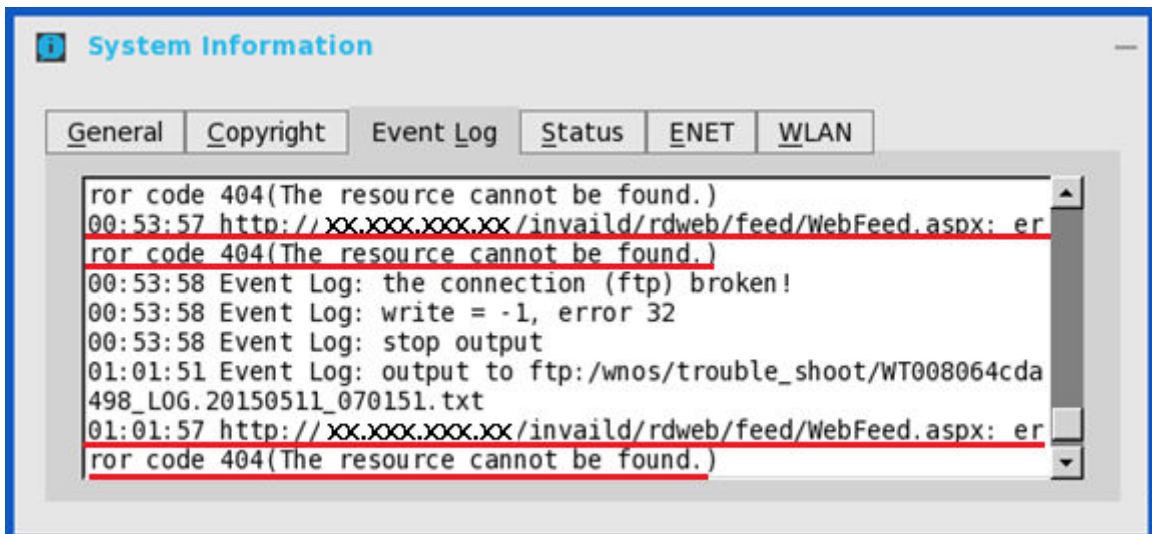 System Information
General Copyright Event Log Status ENET WLAN
ror code 404(The resource cannot be found.)
00:53:57 http://XX.XXX.XXX.XX/invaild/rdweb/feed/WebFeed.aspx: er
ror code 404(The resource cannot be found.)
00:53:58 Event Log: the connection (ftp) broken!
00:53:58 Event Log: write = -1, error 32
00:53:58 Event Log: stop output
01:01:51 Event Log: output to ftp:/wnos/trouble_shoot/WT008064cda
498_LOG.20150511_070151.txt
01:01:57 http://XX.XXX.XXX.XX/invaild/rdweb/feed/WebFeed.aspx: er
ror code 404(The resource cannot be found.)